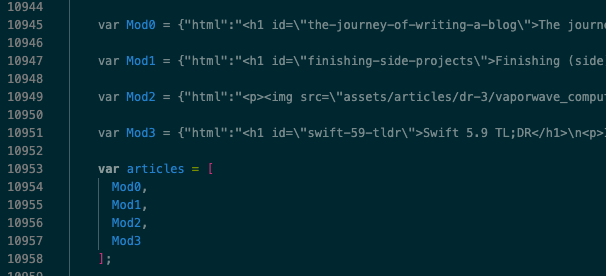 10944
10945 var Mod0 = {"html":"<h1 id=\"the-journey-of-writing-a-blog\">The
10946
10947 var Mod1 = {"html":"<h1 id=\"finishing-side-projects\">Finishing (side
10948
10949 var Mod2 = {"html":"<p><img src=\"assets/articles/dr-3/
10950
10951 var Mod3 = {"html":"<h1 id=\"swift-59-tldr\">Swift 5.9 TL;DR</h1>\n<p>
10952
10953 var articles = [
10954 Mod0,
10955 Mod1,
10956 Mod2,
10957 Mod3
10958 ];